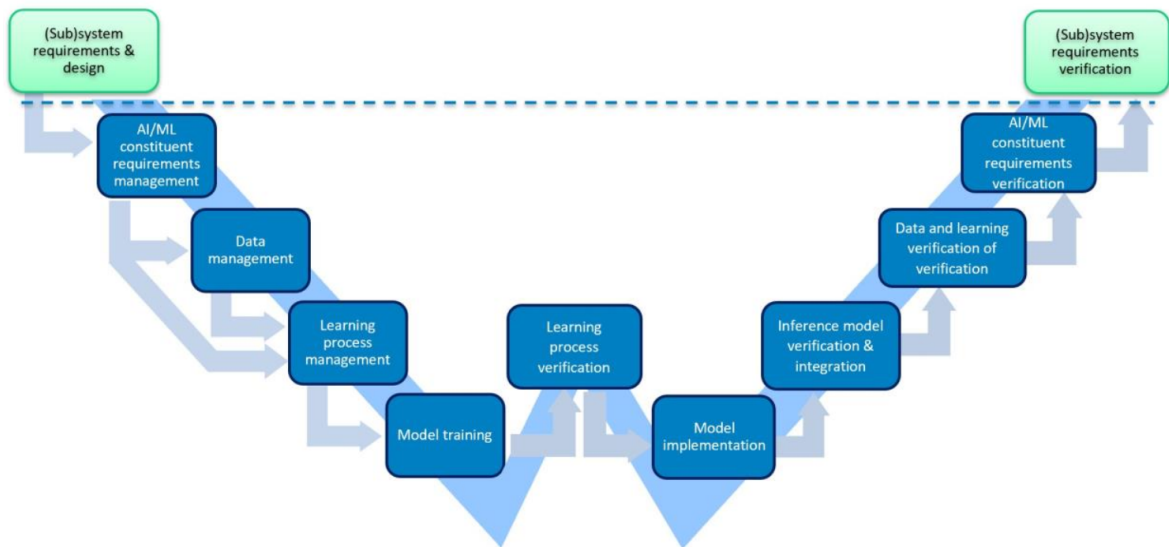 (Sub)system
requirements &
design
(Sub)system
requirements
verification
AI/ML
constituent
requirements
management
AI/ML
constituent
requirements
verification
Data
management
Data and learning
verification of
verification
Learning
process
management
Learning
process
verification
Inference model
verification &
integration
Model training
Model
implementation